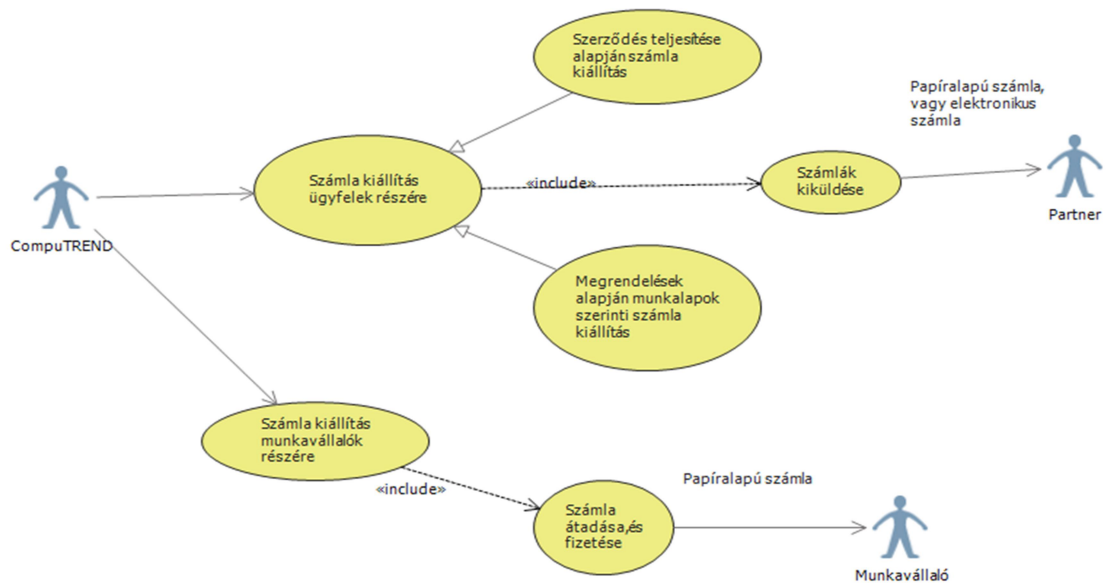 Szerződés teljesítése
alapján számla
kiállítás
Papíralapú számla,
vagy elektronikus
számla
Számla kiállítás
ügyfelek részére
«include»
Számlák
kiküldése
CompuTREND
Partner
Megrendelések
alapján munkalapok
szerinti számla
kiállítás
Számla kiállítás
munkavállalók
részére
«include»
Papíralapú számla
Számla
átadása,és
fizetése
Munkavállaló